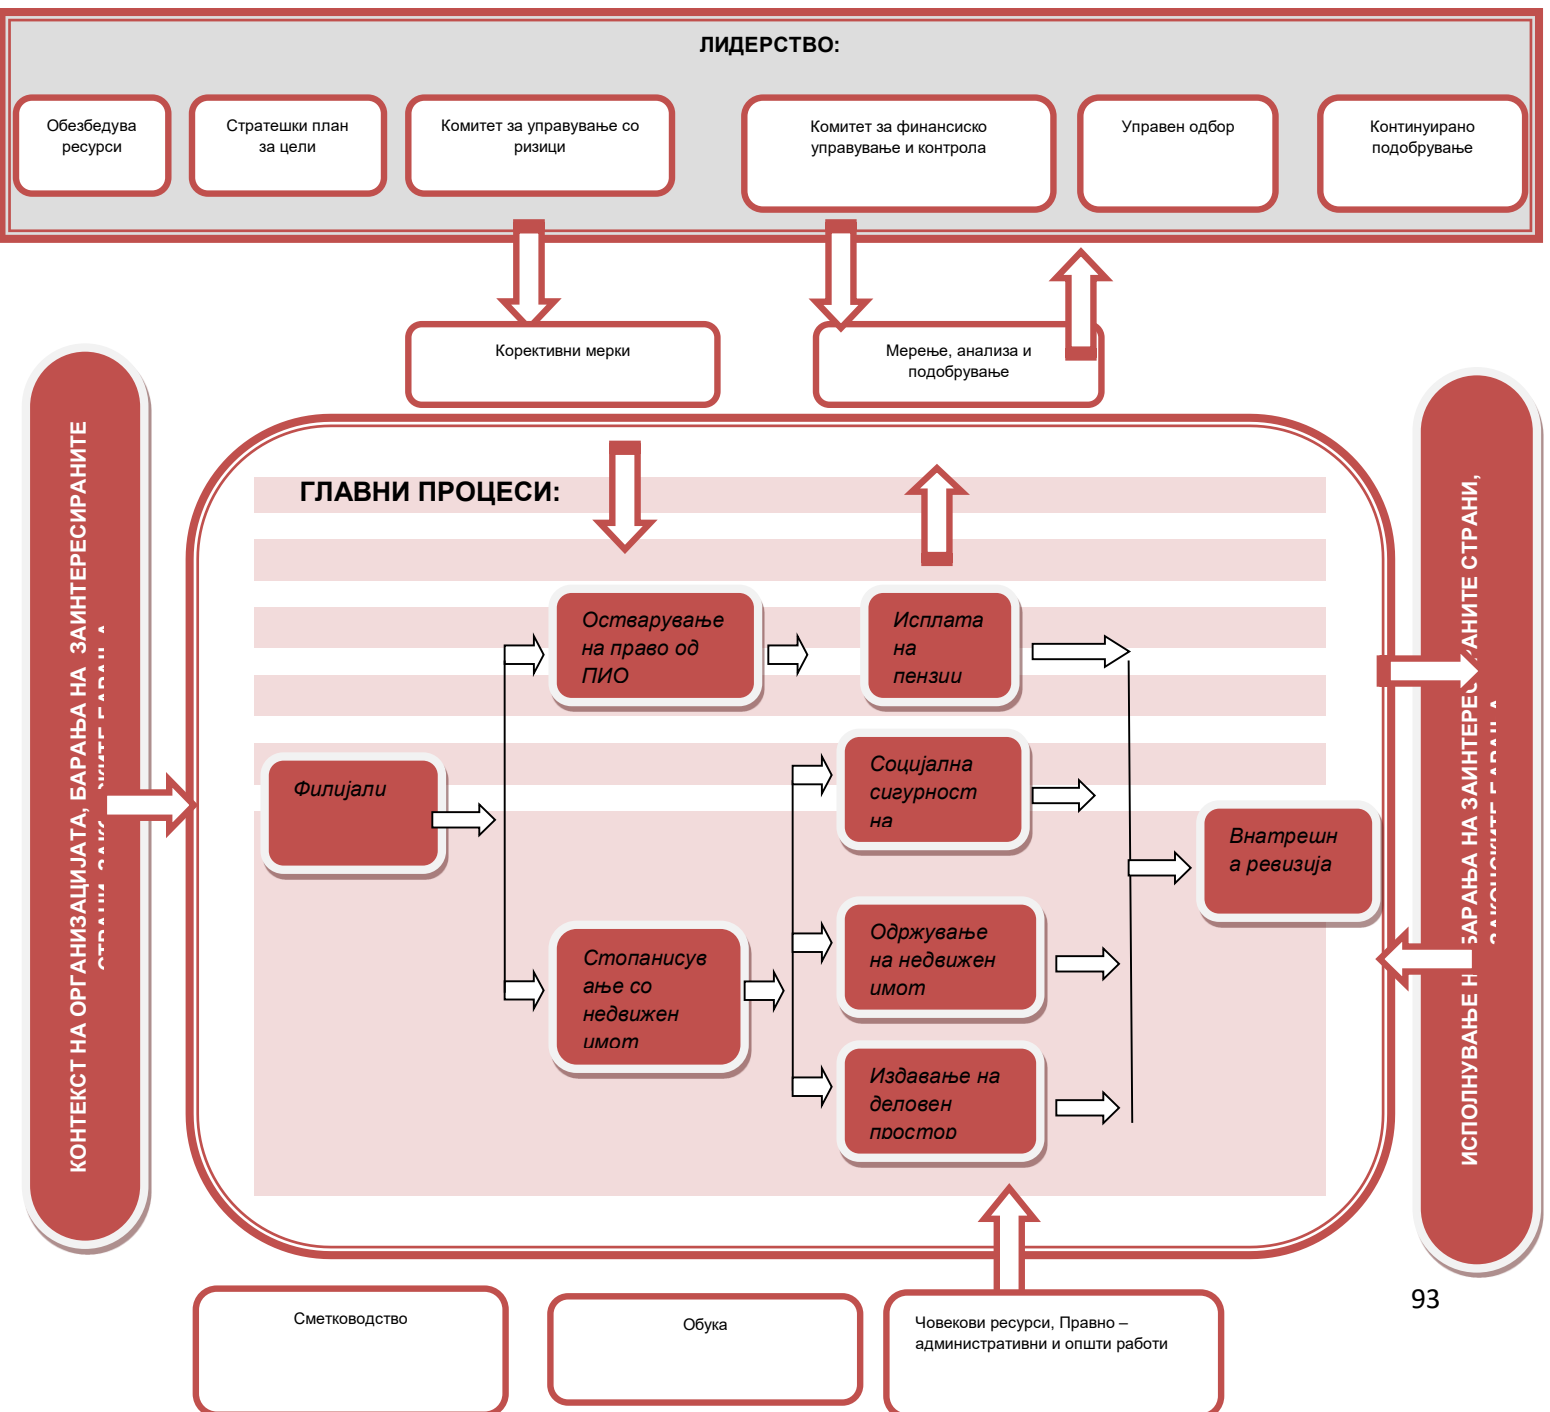 ЛИДЕРСТВО:
Обезбедува
ресурси
Стратешки план
за цели
Комитет за управување со
ризици
Комитет за финансиско
управување и контрола
Управен одбор
Континуирано
подобрување
Корективни мерки
Мерење, анализа и
подобрување
КОНТЕКСТ НА ОРГАНИЗАЦИЈАТА, БАРАЊА НА ЗАИНТЕРЕСИРАНИТЕ
ГЛАВНИ ПРОЦЕСИ:
Остварување
на право од
ПИО
Исплата
на
пензии
Филијали
Социјална
сигурност
на
Стопанисув
ање со
недвижен
имот
Одржување
на недвижен
имот
Издавање на
деловен
простор
Внатрешн
а ревизија
ИСПОЛНУВАЊЕ БАРАЊА НА ЗАИНТЕРЕС АНИТЕ СТРАНИ,
ЗАКОНСКИТЕ БАРАЊА
Сметководство
Обука
Човекови ресурси, Правно –
административни и општи работи
93